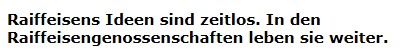 Raiffeisens Ideen sind zeitlos. In den
Raiffeisengenossenschaften leben sie weiter.